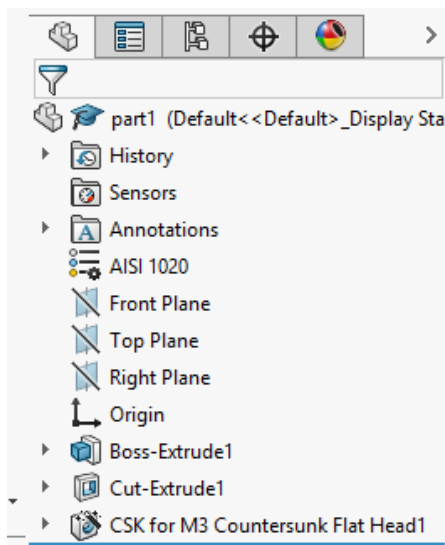 part1 (Default<<Default>_Display Sta
History
Sensors
Annotations
AISI 1020
Front Plane
Top Plane
Right Plane
Origin
Boss-Extrude1
Cut-Extrude1
CSK for M3 Countersunk Flat Head1